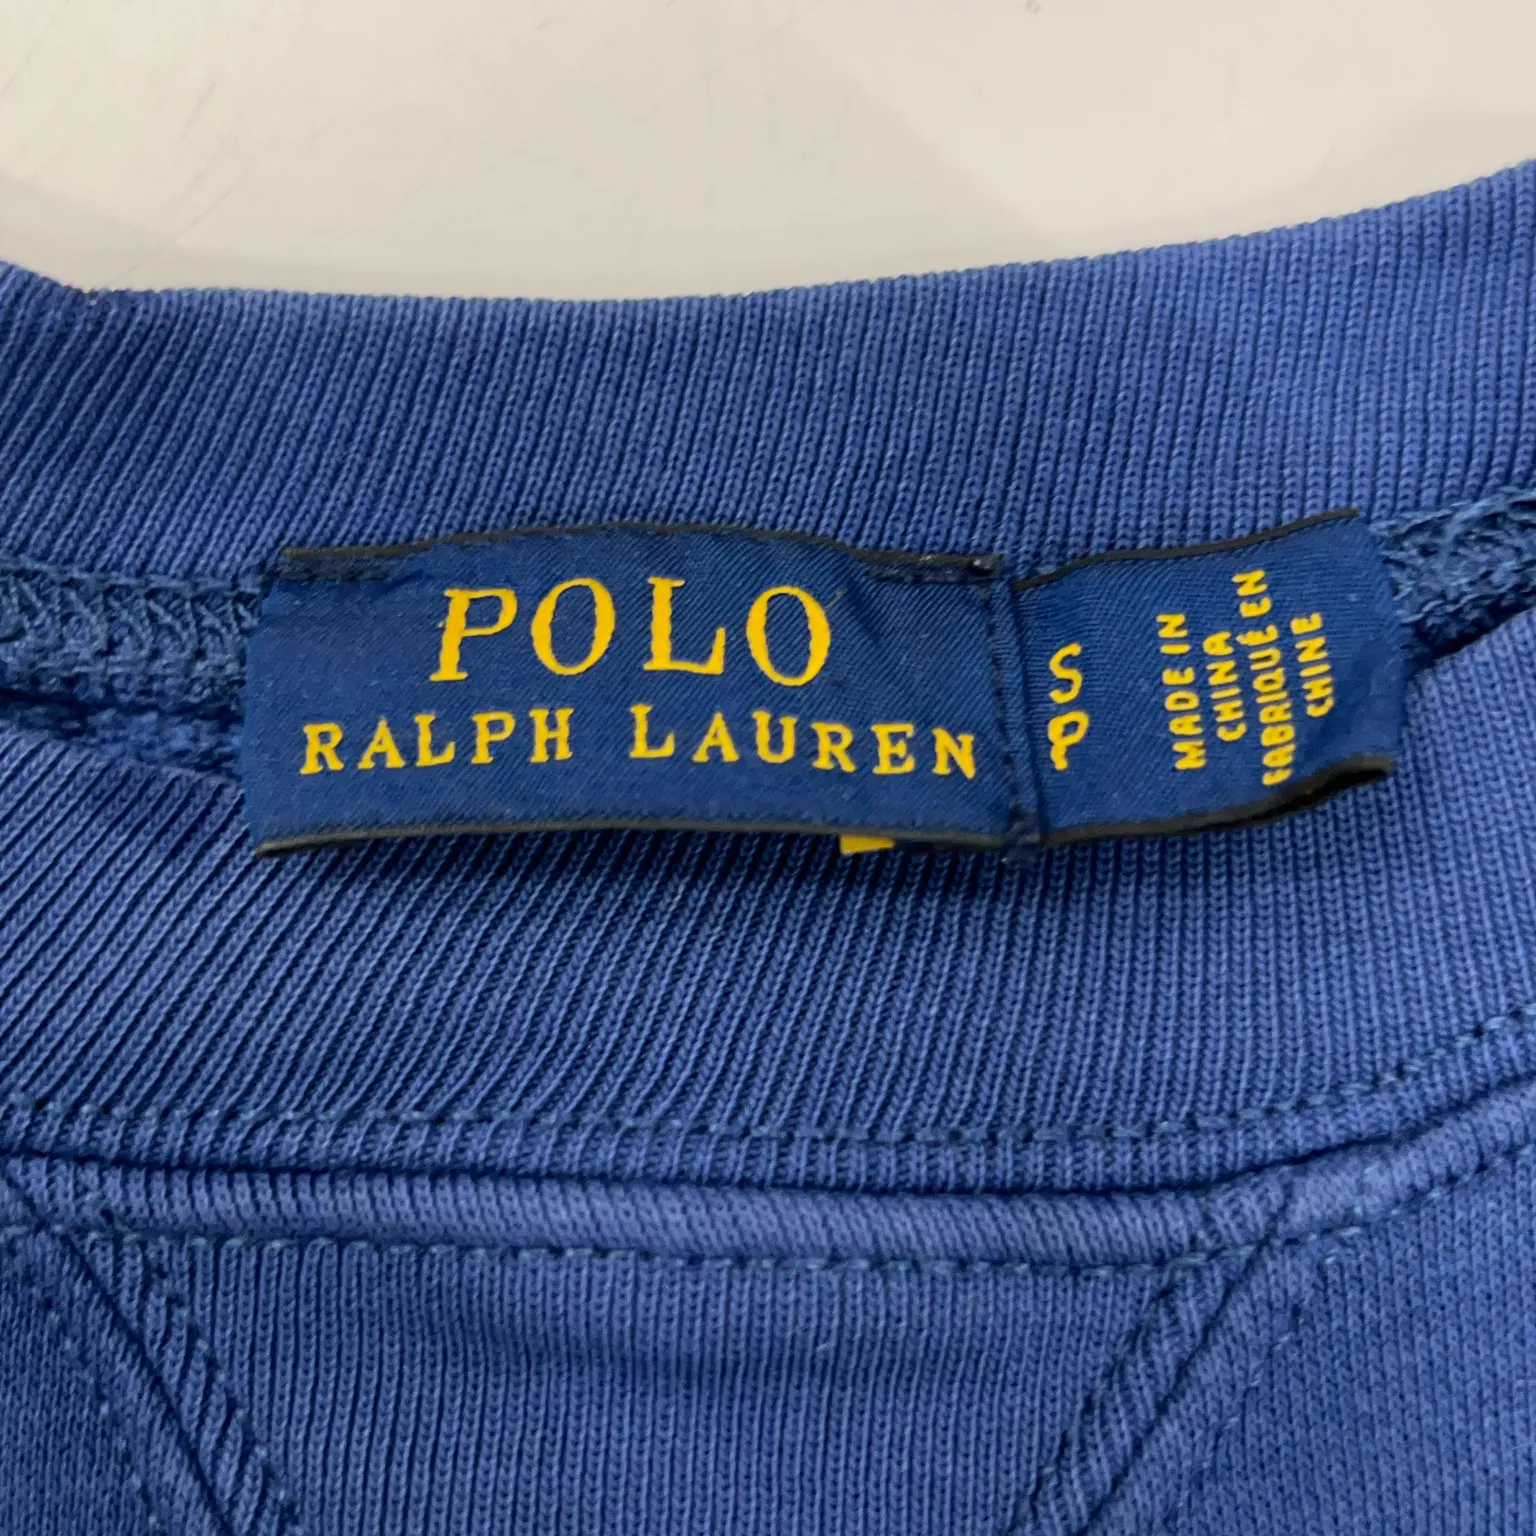 POLO
RALPH LAUREN
S
P
MADE IN
CHINA
FABRIQUÉ EN
CHINE